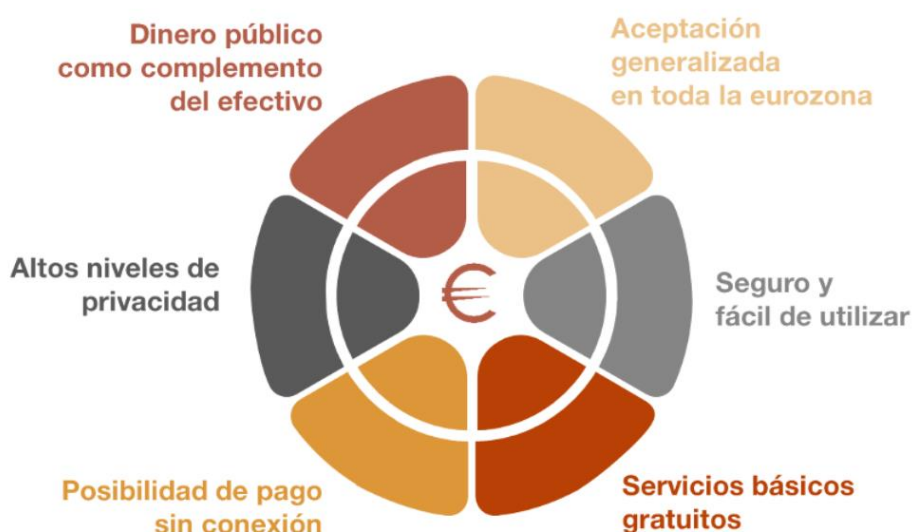 Dinero público
como complemento
del efectivo
Aceptación
generalizada
en toda la eurozona
Altos niveles de
privacidad
Seguro y
fácil de utilizar
Posibilidad de pago
sin conexión
Servicios básicos
gratuitos
€